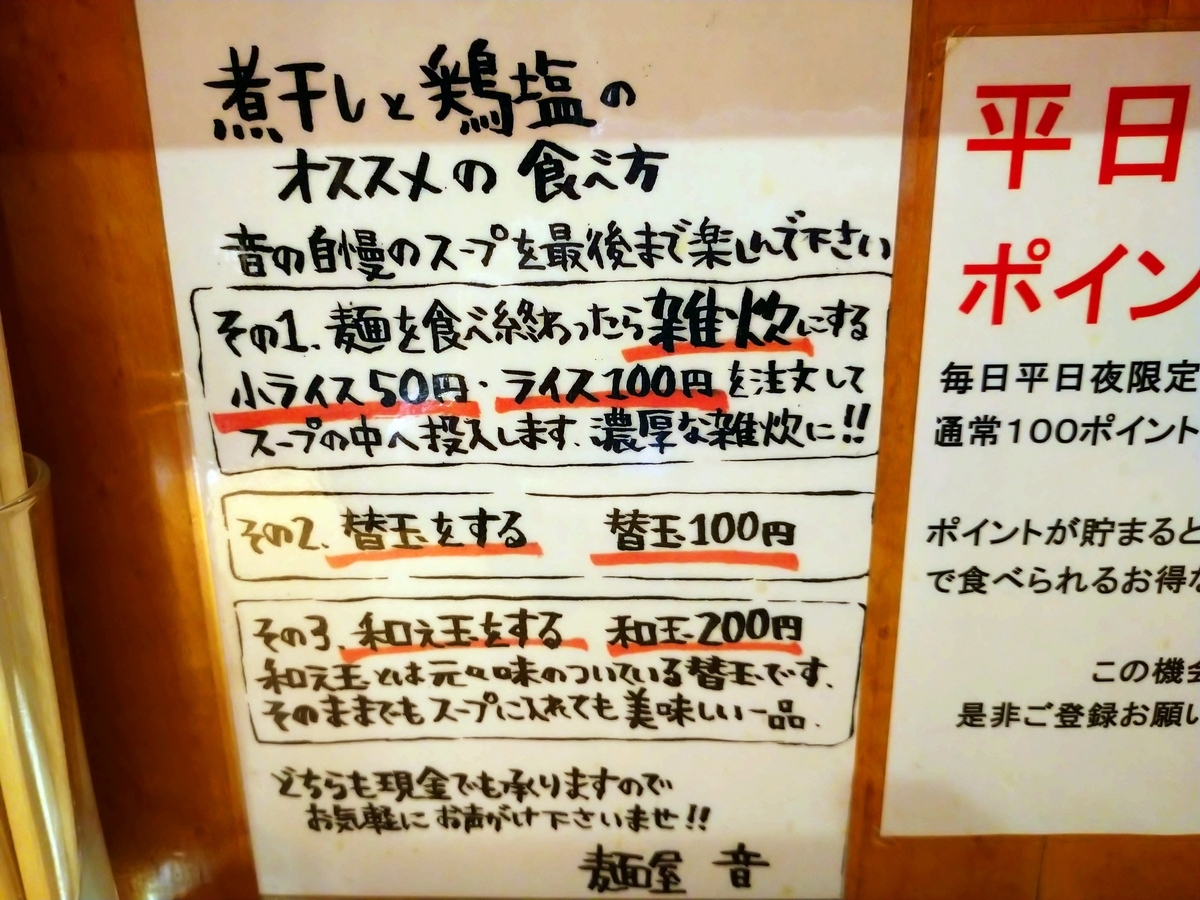 煮干しと鶏塩の
オススメの食べ方
音の自慢のスープを最後まで楽しんで下さい
その1、麺を食べ終わったら雑炊にする
小ライス50円・ライス100円を注文して
スープの中へ投入します、濃厚な雑炊に!!
その2、替玉をする 替玉100円
その3、和え玉をする 和玉200円
和え玉とは元々味のついている替玉です、
そのままでもスープに入れても美味しい一品、
どちらも現金でも承りますので
お気軽にお声がけ下さいませ!!
麺屋 音
平日
ポイン
毎日平日夜限定
通常100ポイント
ポイントが貯まると
で食べられるお得な
この機会
是非ご登録お願い